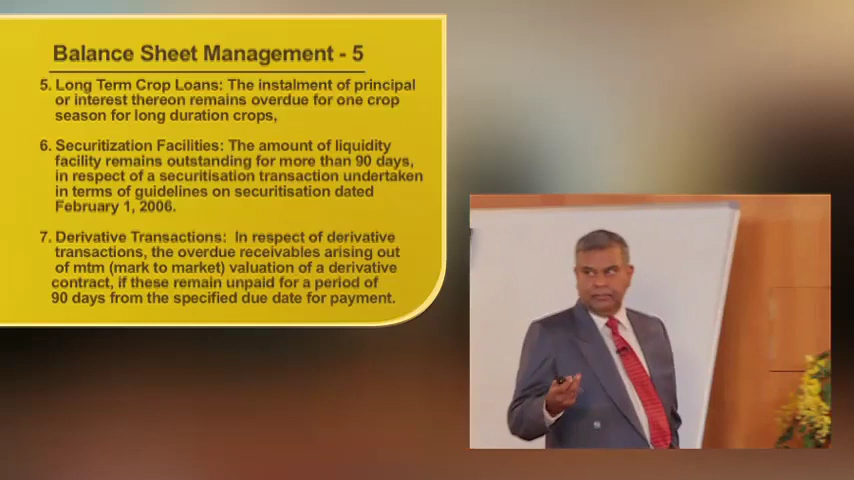 Balance Sheet Management - 5
5. Long Term Crop Loans: The instalment of principal
or interest thereon remains overdue for one crop
season for long duration crops,
6. Securitization Facilities: The amount of liquidity
facility remains outstanding for more than 90 days,
in respect of a securitisation transaction undertaken
in terms of guidelines on securitisation dated
February 1, 2006.
7. Derivative Transactions: In respect of derivative
transactions, the overdue receivables arising out
of mtm (mark to market) valuation of a derivative
contract, if these remain unpaid for a period of
90 days from the specified due date for payment.